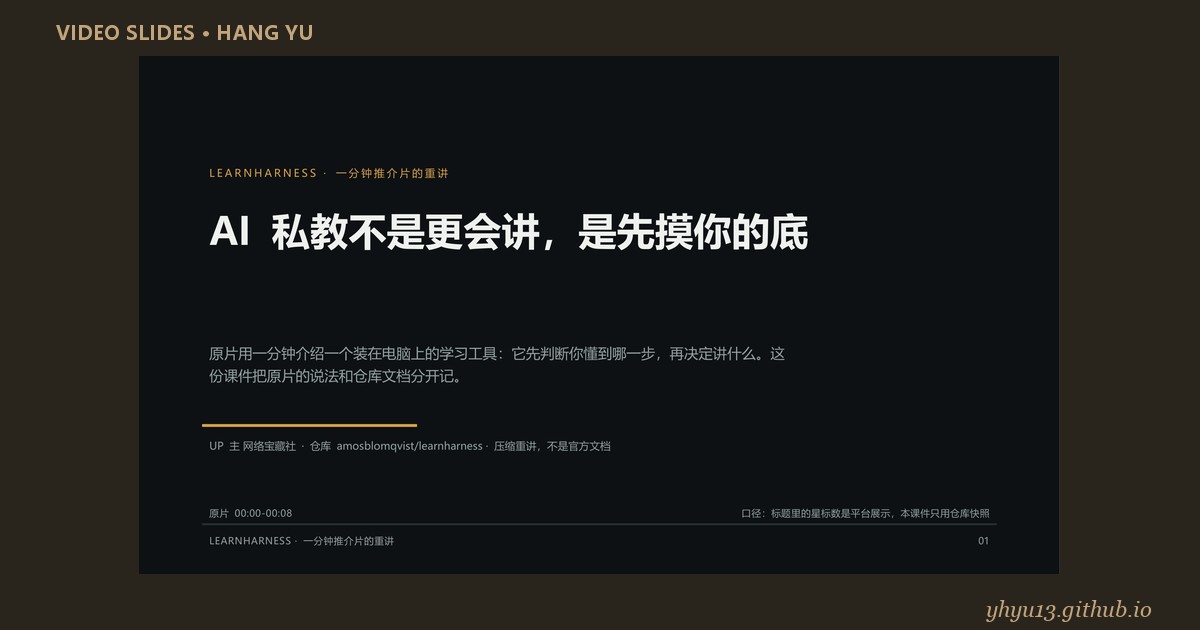 VIDEO SLIDES • HANG YU
LEARNHARNESS · 一分钟推介片的重讲
AI 私教不是更会讲，是先摸你的底
原片用一分钟介绍一个装在电脑上的学习工具：它先判断你懂到哪一步，再决定讲什么。这
份课件把原片的说法和仓库文档分开记。
UP 主 网络宝藏社 · 仓库 amosblomqvist/learnharness · 压缩重讲，不是官方文档
原片 00:00-00:08
口径：标题里的星标数是平台展示，本课件只用仓库快照
LEARNHARNESS · 一分钟推介片的重讲
01
yhyu13.github.io